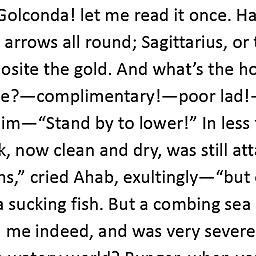 Golconda! let me read it once. Ha
arrows all round; Sagittarius, or
osite the gold. And what's the ho
e?—complimentary!—poor lad!-
im—“Stand by to lower!” In less
, now clean and dry, was still att
ns,” cried Ahab, exultingly—“but
a sucking fish. But a combing sea
me indeed, and was very severe